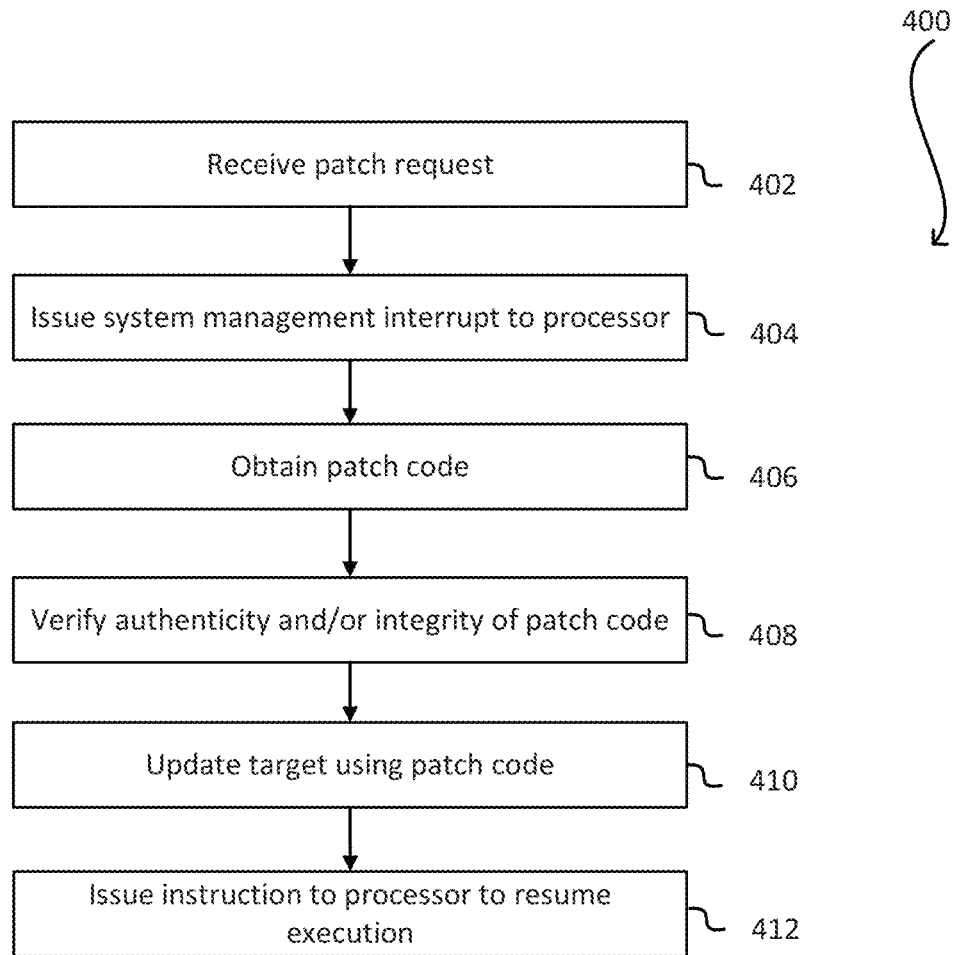 400
Receive patch request
402
Issue system management interrupt to processor
404
Obtain patch code
406
Verify authenticity and/or integrity of patch code
408
Update target using patch code
410
Issue instruction to processor to resume
execution
412